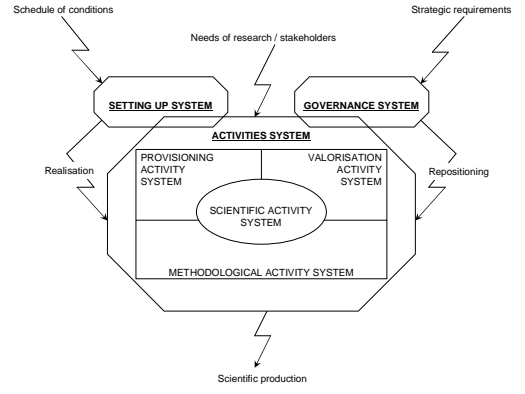 Schedule of conditions
Strategic requirements
Needs of research / stakeholders
SETTING UP SYSTEM
GOVERNANCE SYSTEM
ACTIVITIES SYSTEM
PROVISIONING
ACTIVITY
SYSTEM
VALORISATION
ACTIVITY
SYSTEM
Realisation
Repositioning
SCIENTIFIC ACTIVITY
SYSTEM
METHODOLOGICAL ACTIVITY SYSTEM
Scientific production